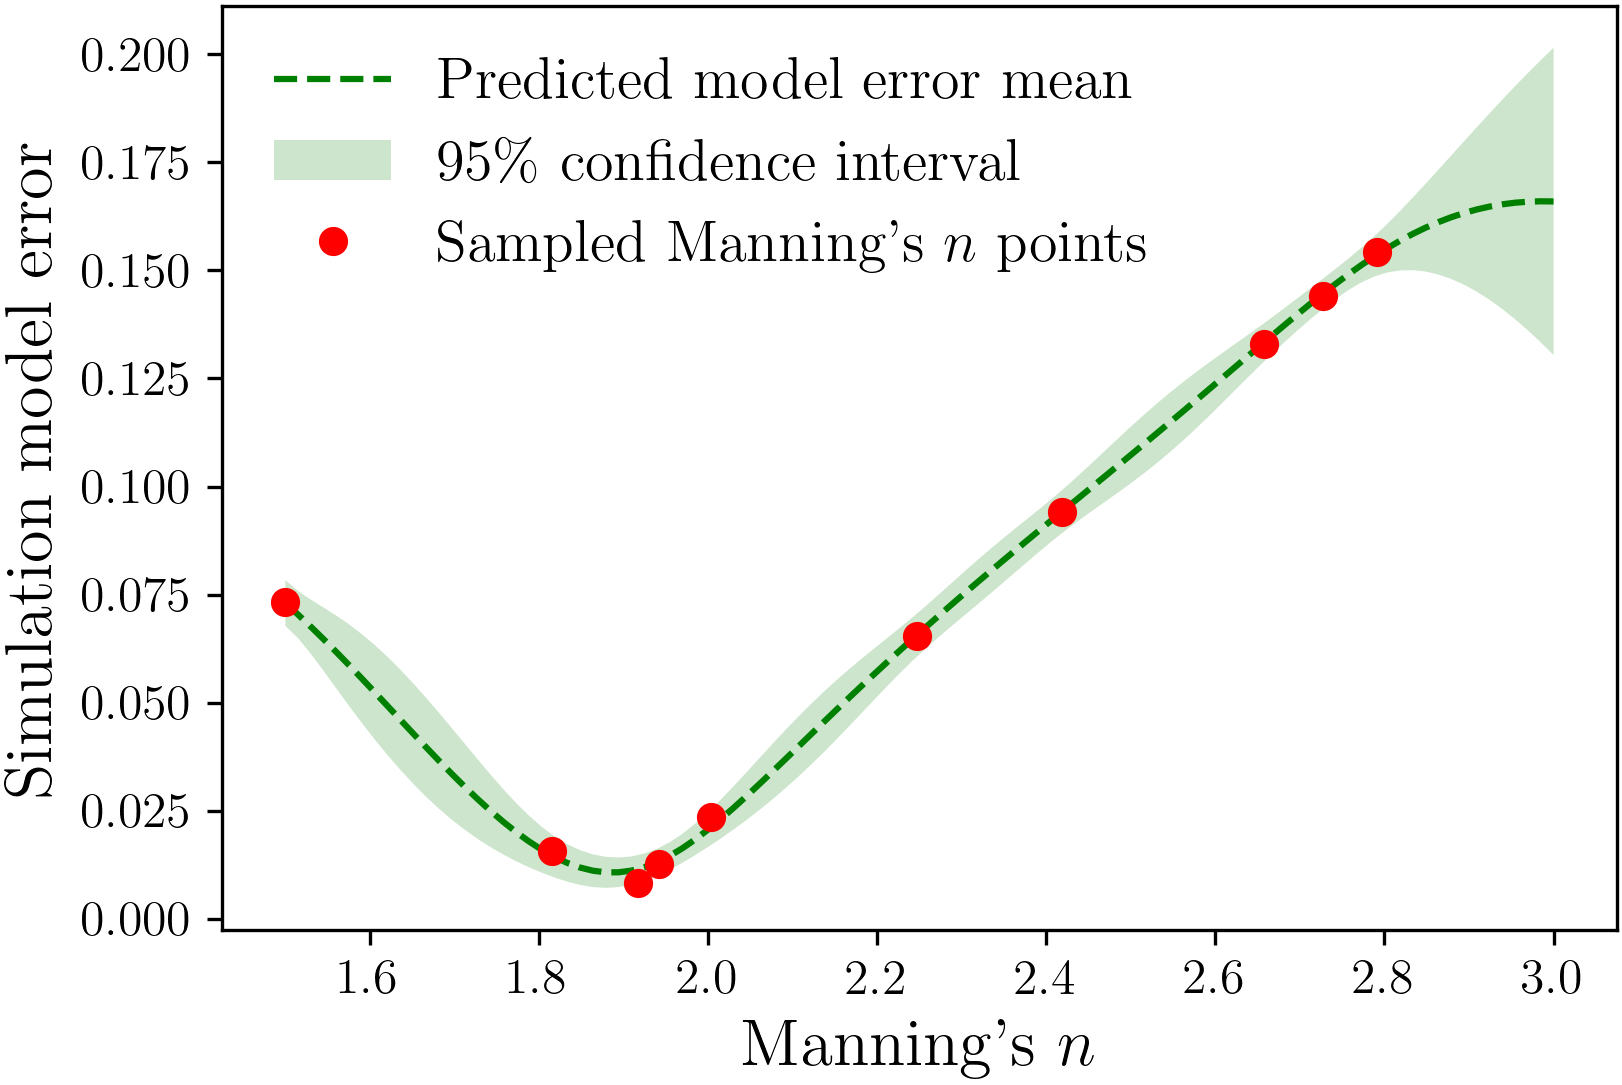 Simulation model error
0.200
0.175
0.150
0.125
0.100
0.075
0.050
0.025
0.000
Predicted model error mean
95% confidence interval
Sampled Manning's n points
1.6 1.8 2.0 2.2 2.4 2.6 2.8 3.0
Manning's n